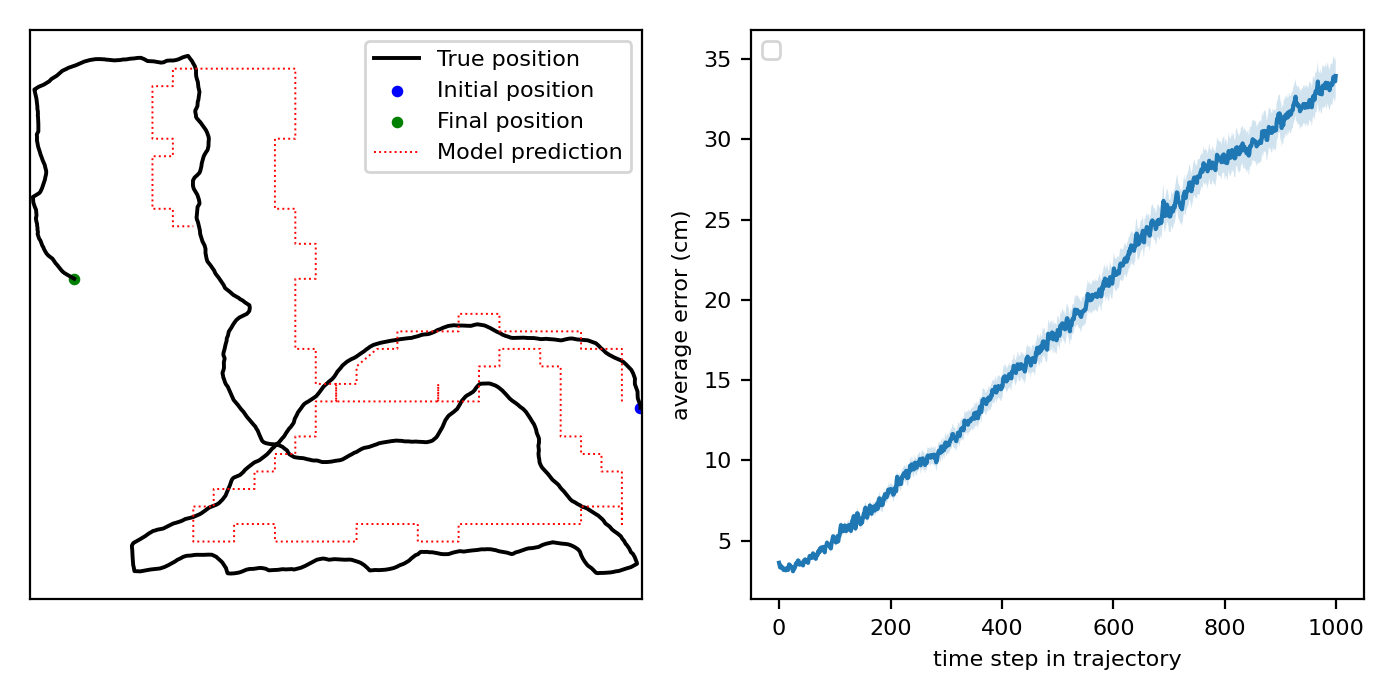 True position
Initial position
Final position
Model prediction
average error (cm)
35
30
25
20
15
10
5
0 200 400 600 800 1000
time step in trajectory